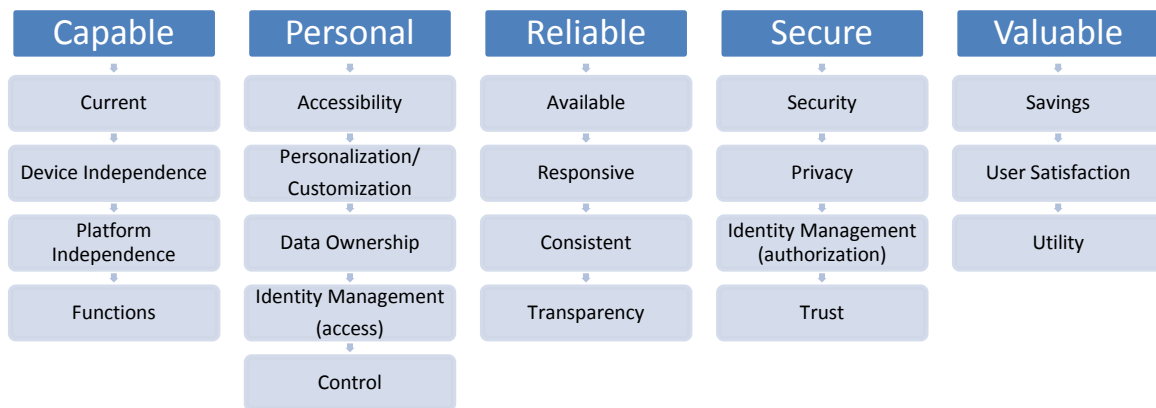 Capable
Current
Device Independence
Platform
Independence
Functions
Personal
Accessibility
Personalization/
Customization
Data Ownership
Identity Management
(access)
Control
Reliable
Available
Responsive
Consistent
Transparency
Secure
Security
Privacy
Identity Management
(authorization)
Trust
Valuable
Savings
User Satisfaction
Utility